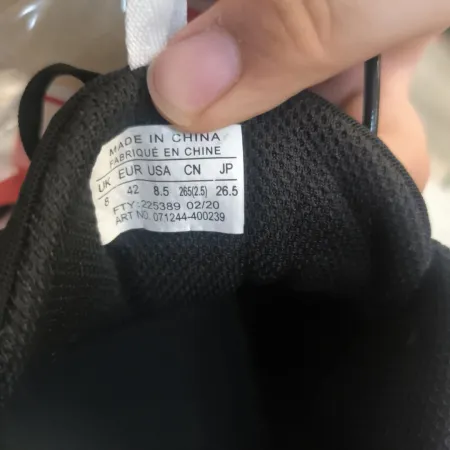 MADE IN CHINA
FABRIQUÉ EN CHINE
UK EUR USA CN JP
8 42 8.5 265(2.5) 26.5
FTY:225389 02/20
ART NO. 071244-400239